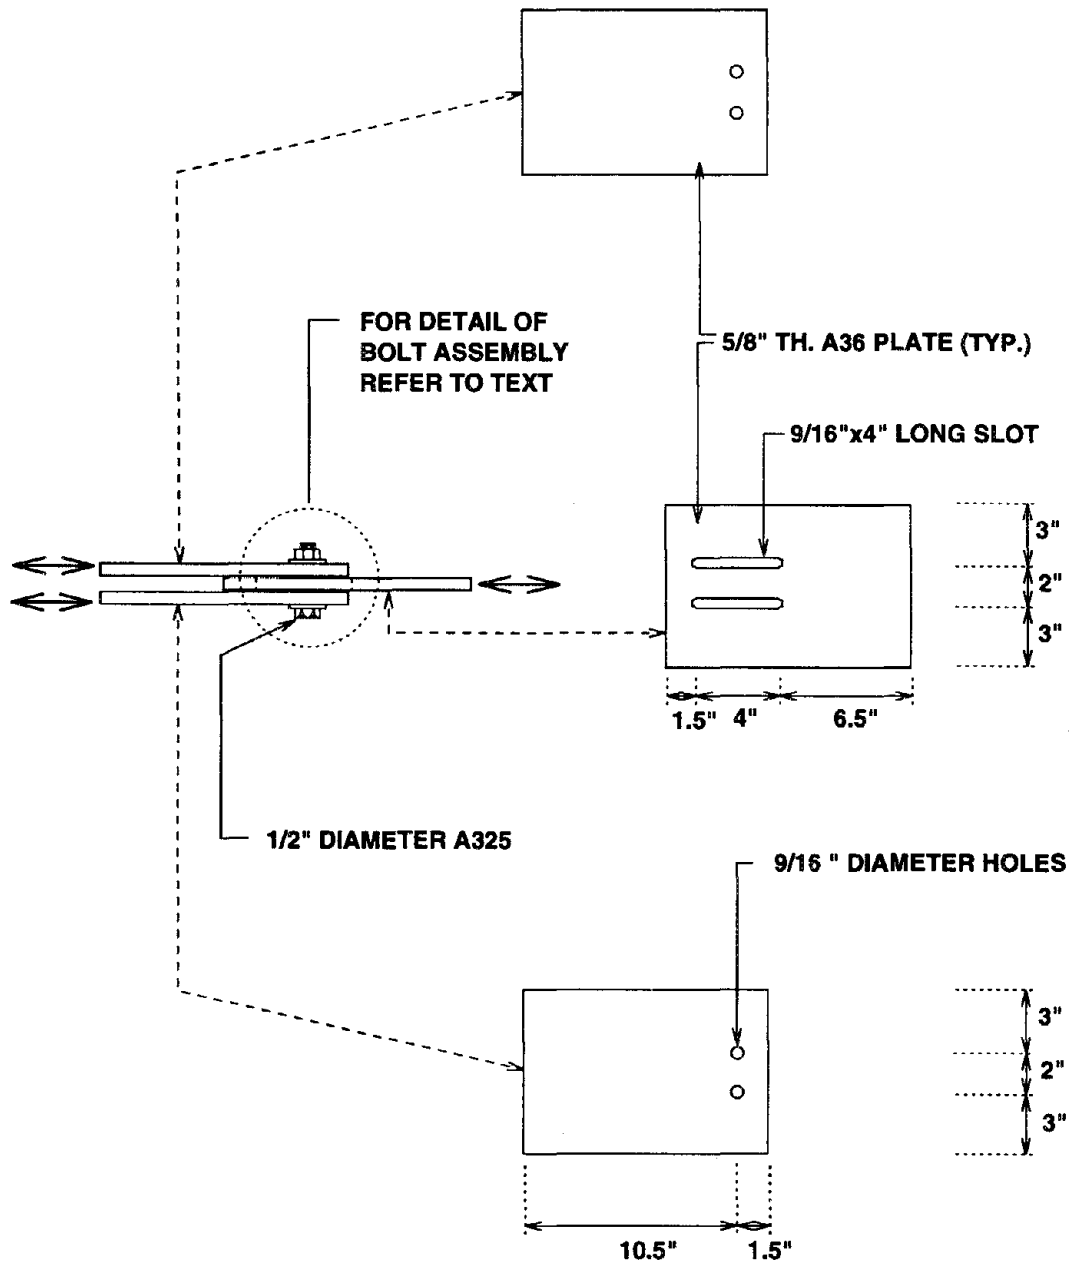 FOR DETAIL OF
BOLT ASSEMBLY
REFER TO TEXT
5/8" TH. A36 PLATE (TYP.)
9/16"x4" LONG SLOT
3"
2"
3"
1.5" 4" 6.5"
1/2" DIAMETER A325
9/16 " DIAMETER HOLES
3"
2"
3"
10.5" 1.5"